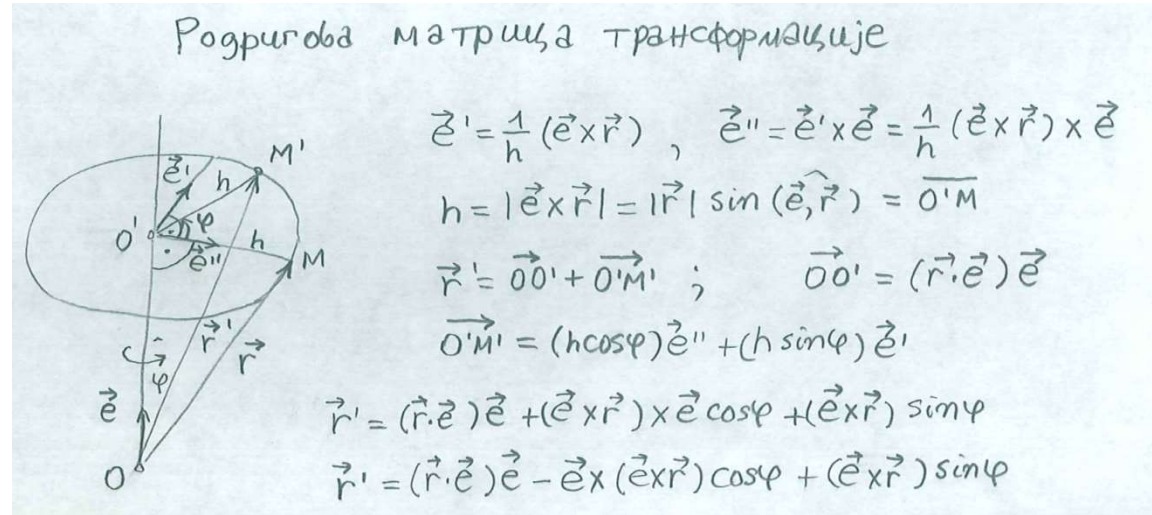 Родригова матрица трансформације
e⃗' = 1/h (e⃗ x r⃗) , e⃗'' = e⃗' x e⃗ = 1/h (e⃗ x r⃗) x e⃗
h = |e⃗ x r⃗| = |r⃗| sin (e⃗, r⃗) = O'M
r⃗' = OO'⃗ + O'M'⃗ ; OO'⃗ = (r⃗·e⃗) e⃗
O'M'⃗ = (h cosφ) e⃗'' + (h sinφ) e⃗'
r⃗' = (r⃗·e⃗) e⃗ + (e⃗ x r⃗) x e⃗ cosφ + (e⃗ x r⃗) sinφ
r⃗' = (r⃗·e⃗) e⃗ − e⃗ x (e⃗ x r⃗) cosφ + (e⃗ x r⃗) sinφ
e⃗' h M'
O' φ h
e⃗'' M
r⃗' r⃗
φ
e⃗
O